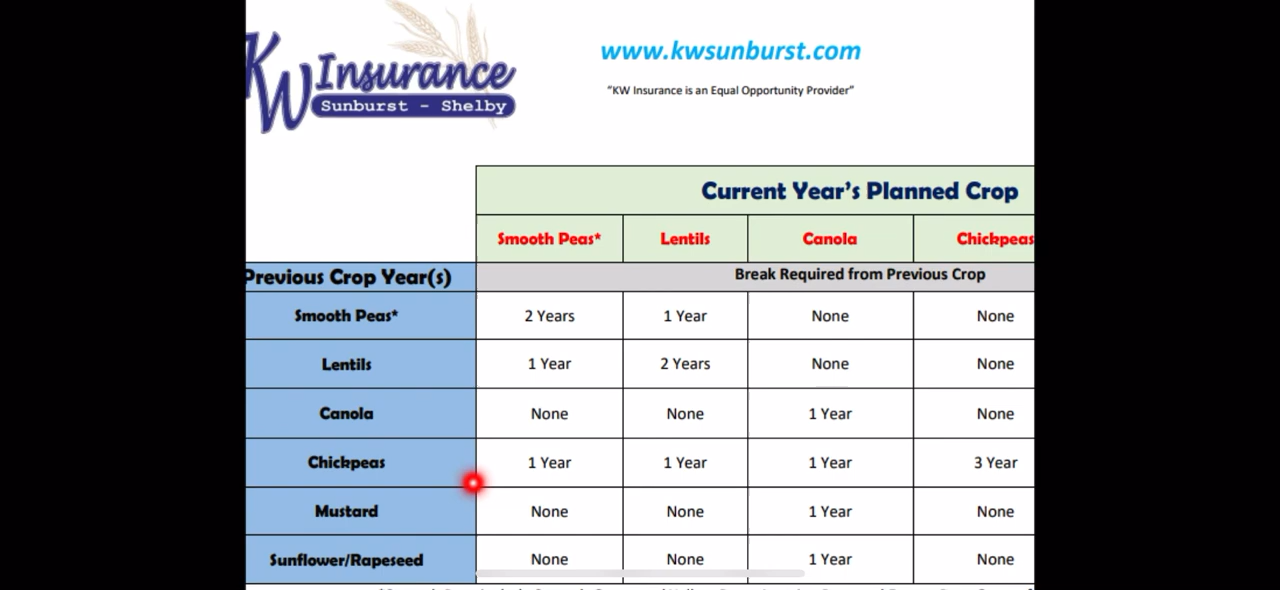 KW Insurance
Sunburst - Shelby
www.kwsunburst.com
"KW Insurance is an Equal Opportunity Provider"
Current Year's Planned Crop
Smooth Peas* Lentils Canola Chickpeas
Previous Crop Year(s) Break Required from Previous Crop
Smooth Peas* 2 Years 1 Year None None
Lentils 1 Year 2 Years None None
Canola None None 1 Year None
Chickpeas 1 Year 1 Year 1 Year 3 Year
Mustard None None 1 Year None
Sunflower/Rapeseed None None 1 Year None